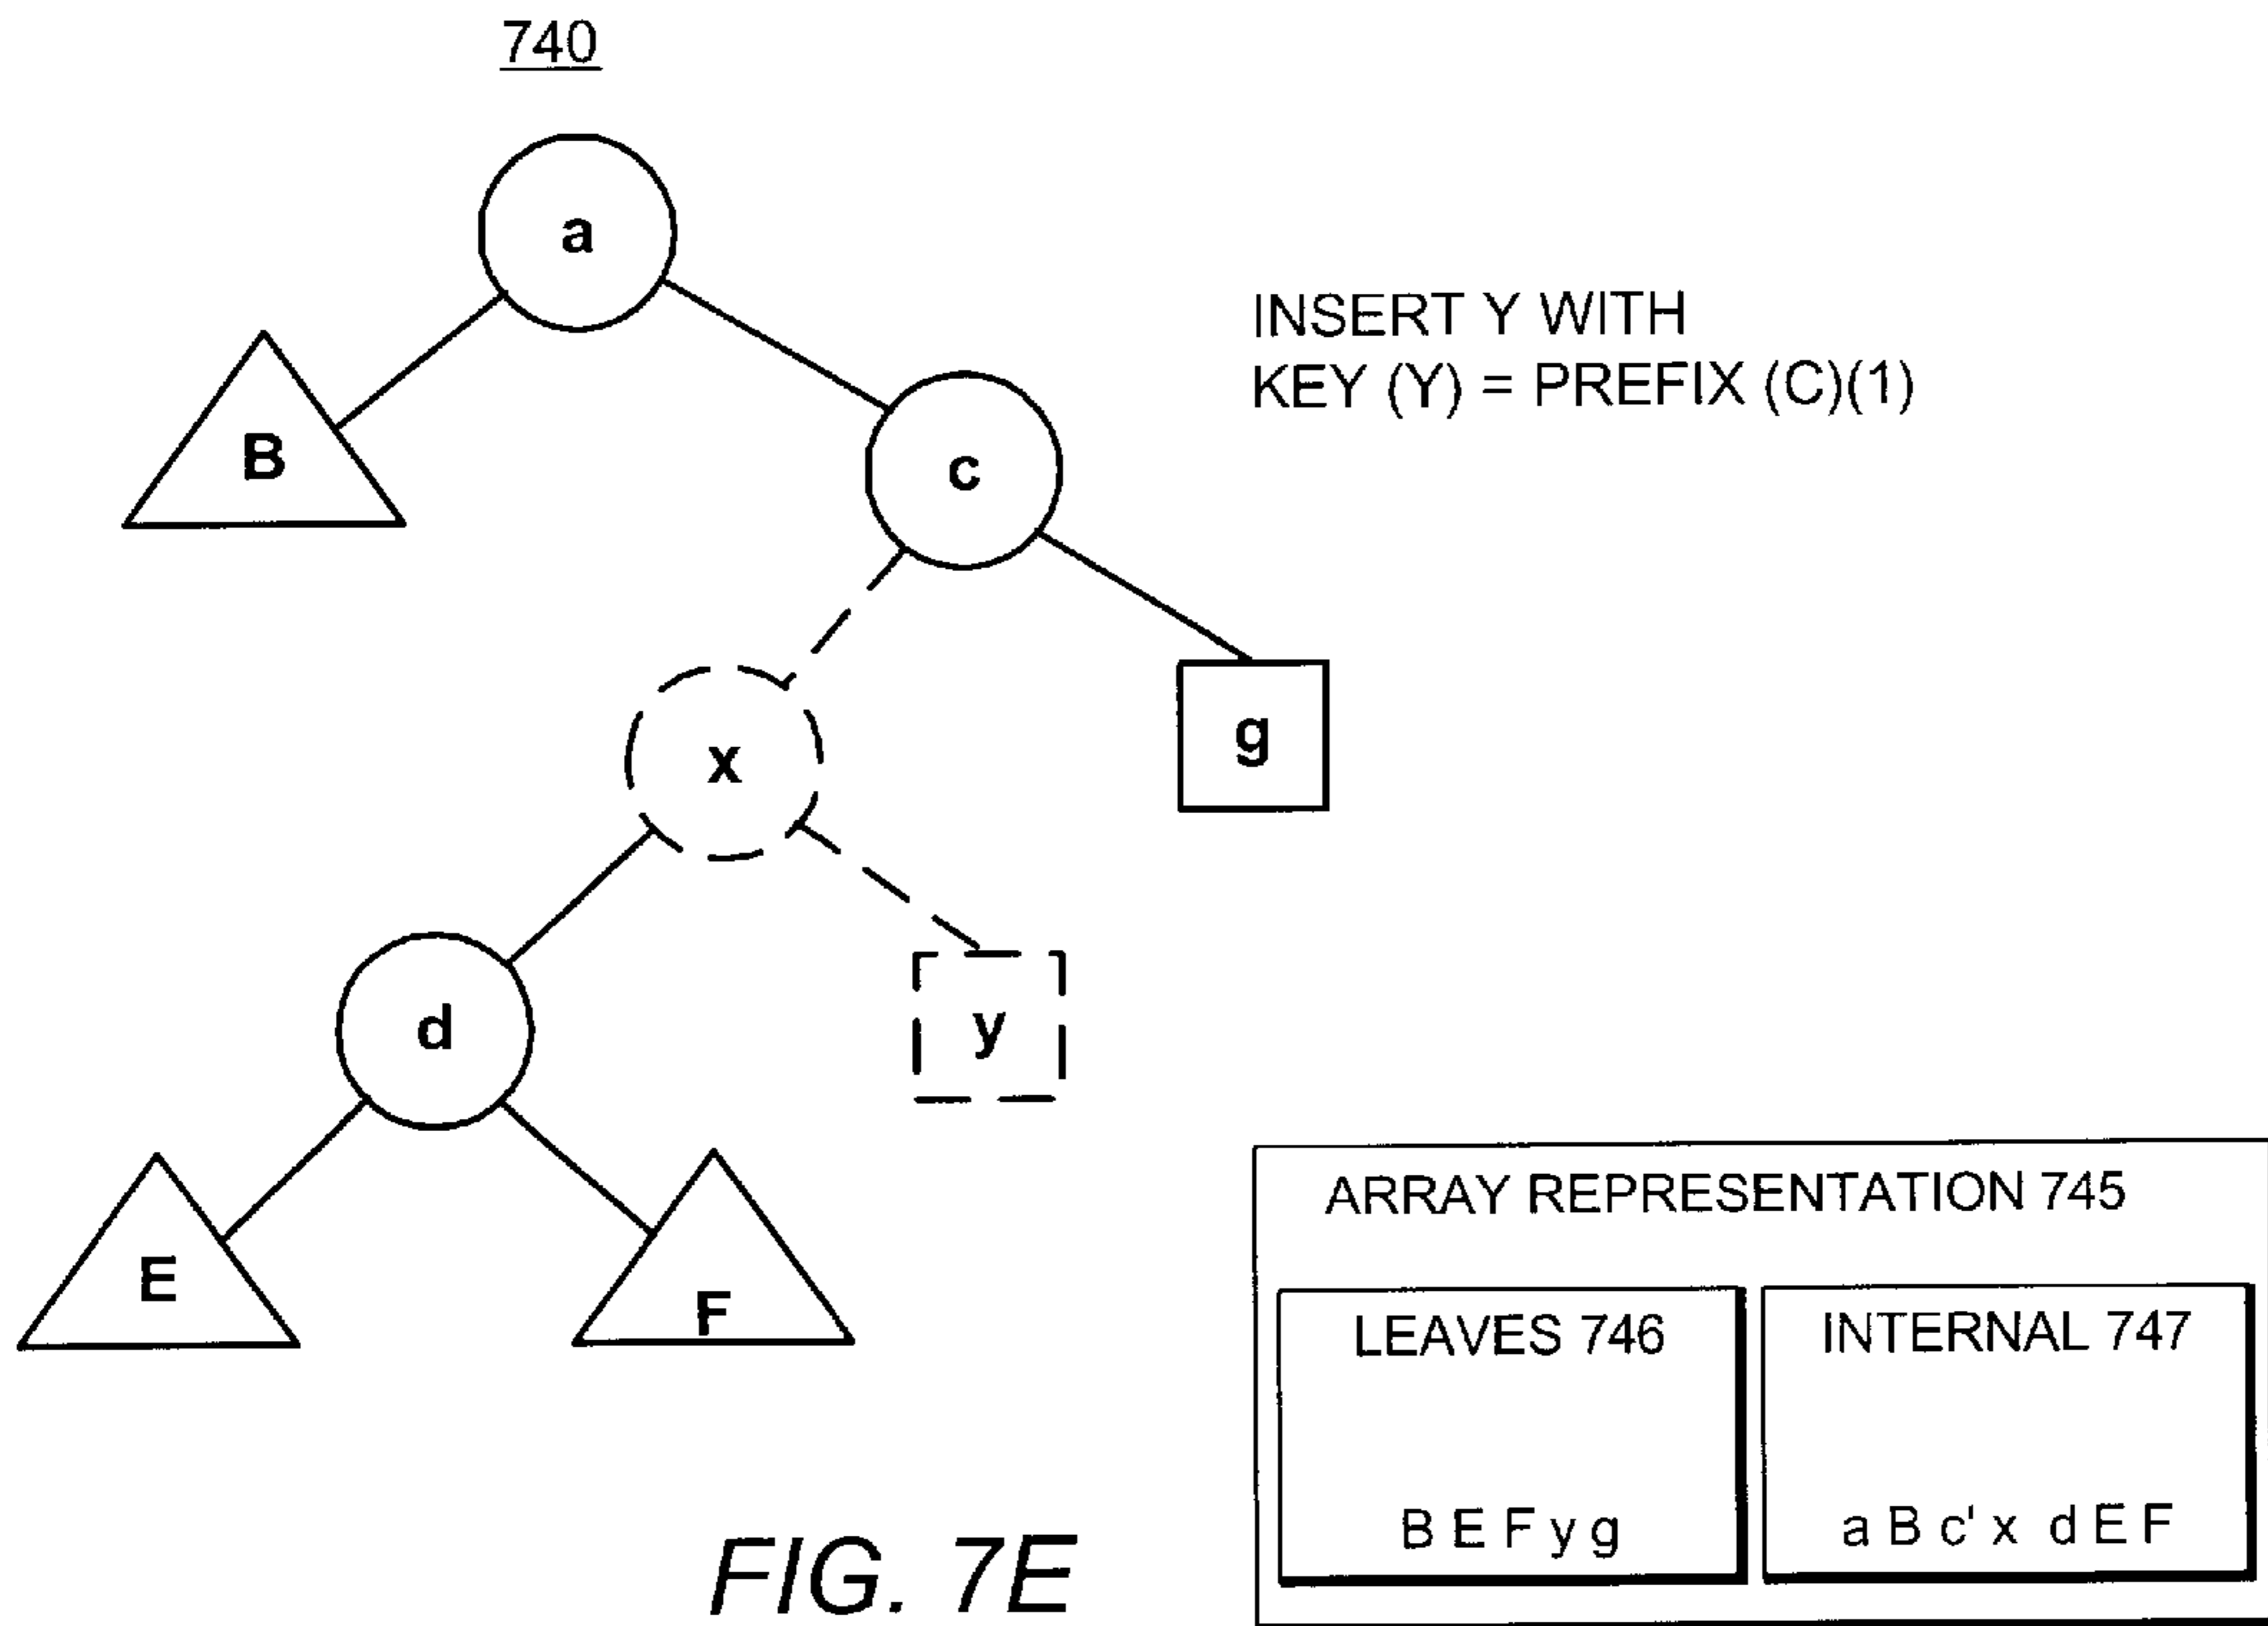 740
a
INSERT Y WITH
KEY (Y) = PREFIX (C)(1)
B
c
x
g
d
y
E
F
ARRAY REPRESENTATION 745
LEAVES 746
INTERNAL 747
B E F y g
a B c' x d E F
FIG. 7E